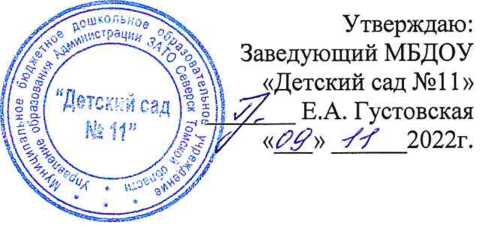 Утверждаю:
Заведующий МБДОУ
«Детский сад №11»
Е.А. Густовская
«09» 11 2022г.
Муниципальное бюджетное дошкольное образовательное учреждение
Управление образования Администрации ЗАТО Северск Томской области
"Детский сад
№ 11"